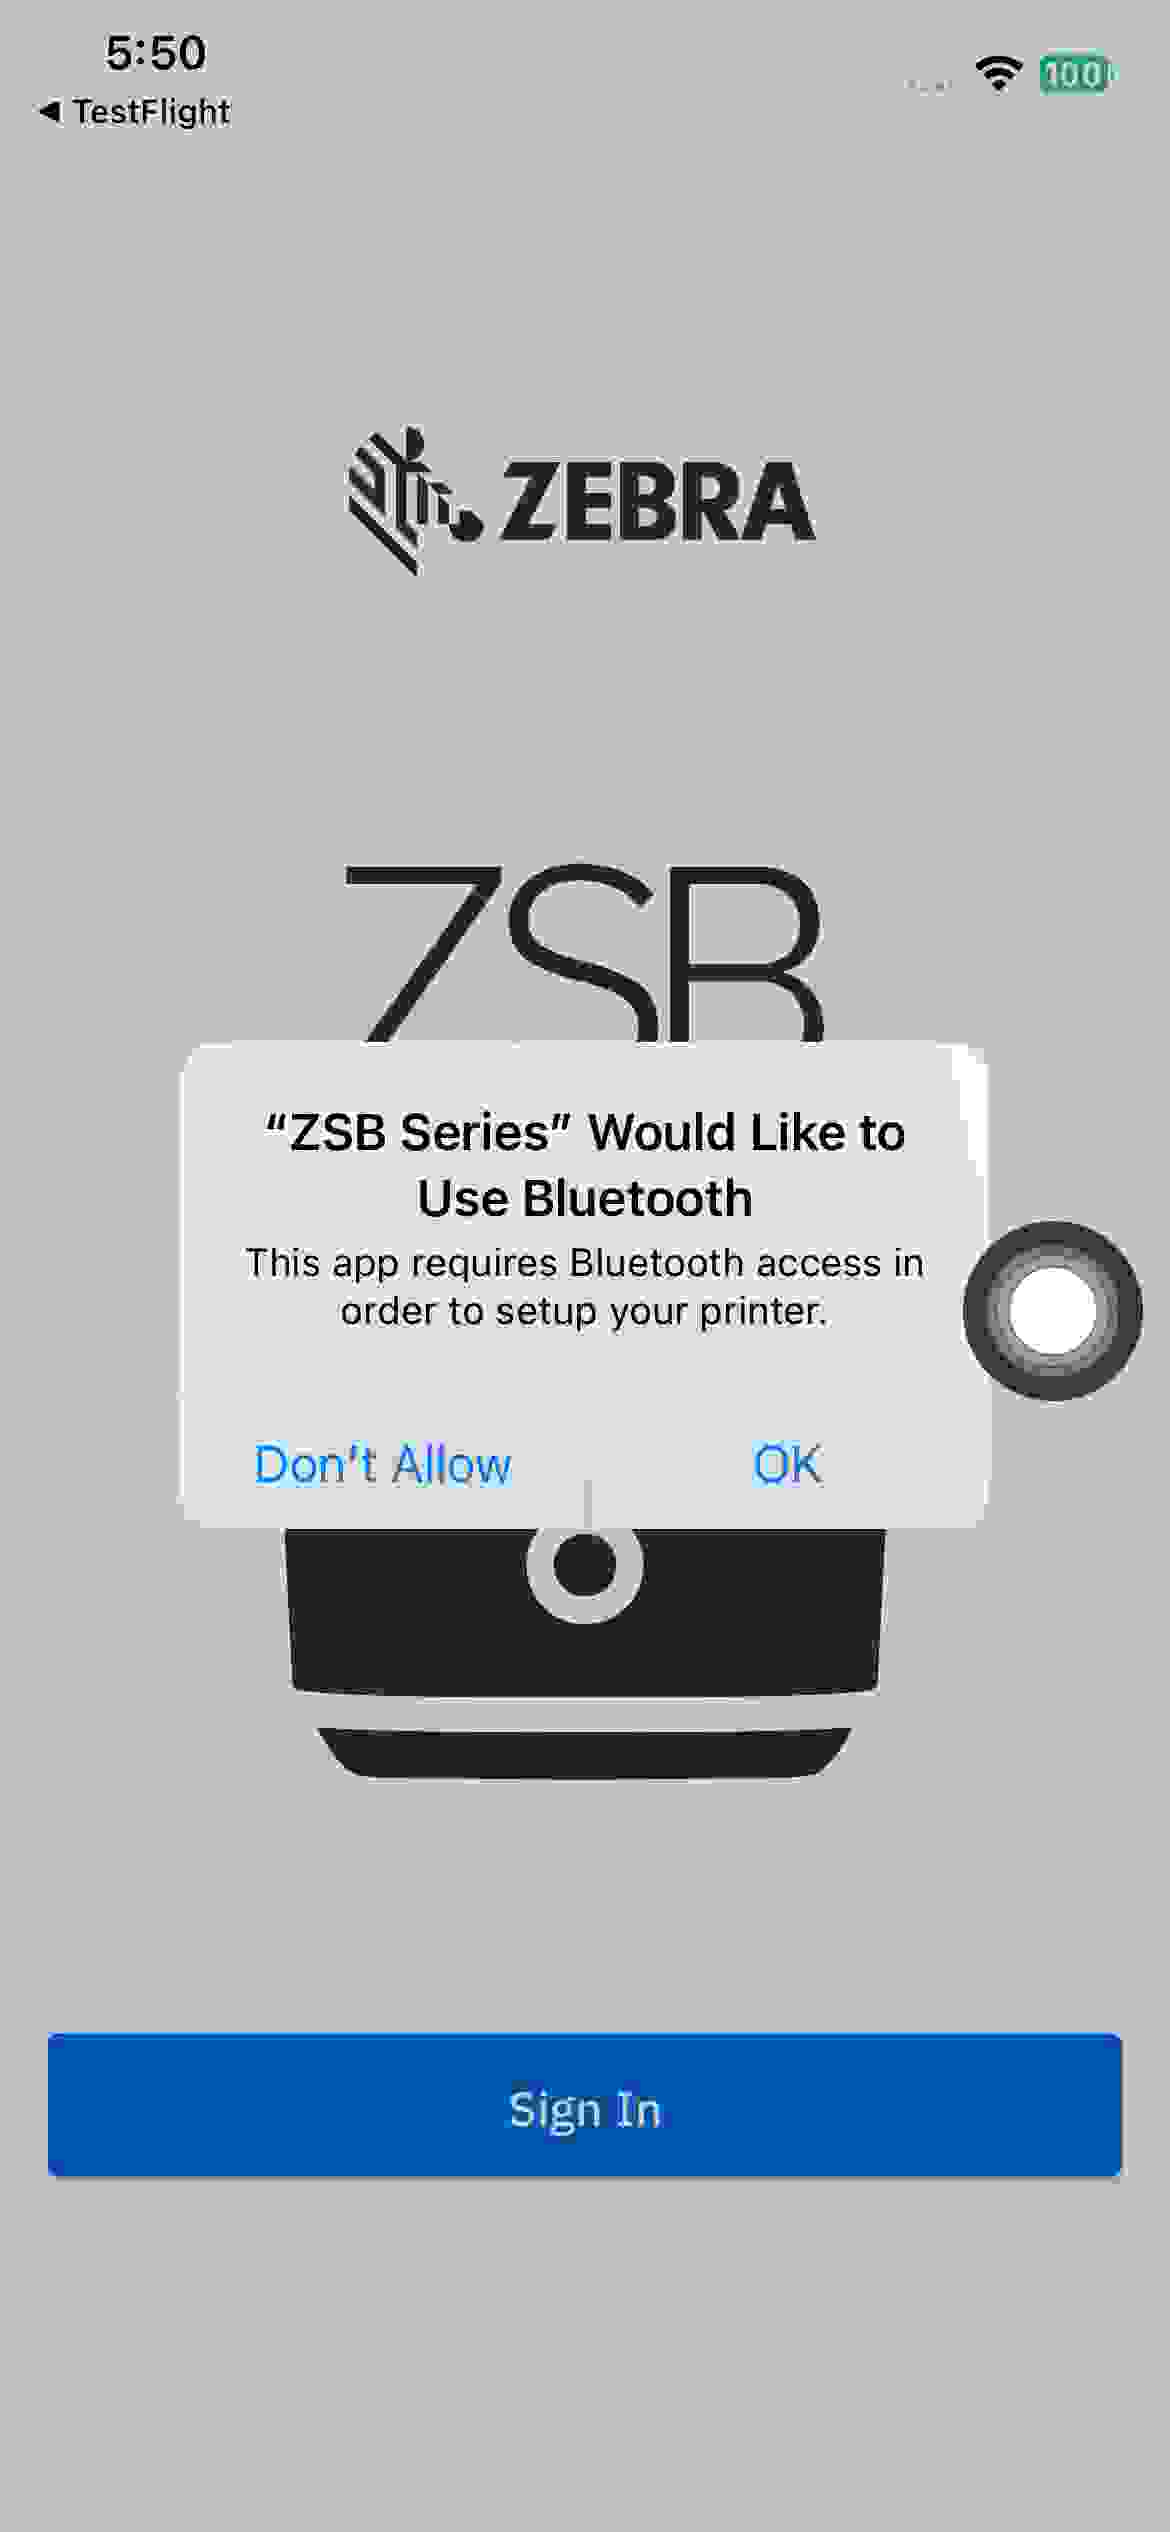 5:50
◀ TestFlight
100
ZEBRA
ZSB
“ZSB Series” Would Like to
Use Bluetooth
This app requires Bluetooth access in
order to setup your printer.
Don’t Allow
OK
Sign In